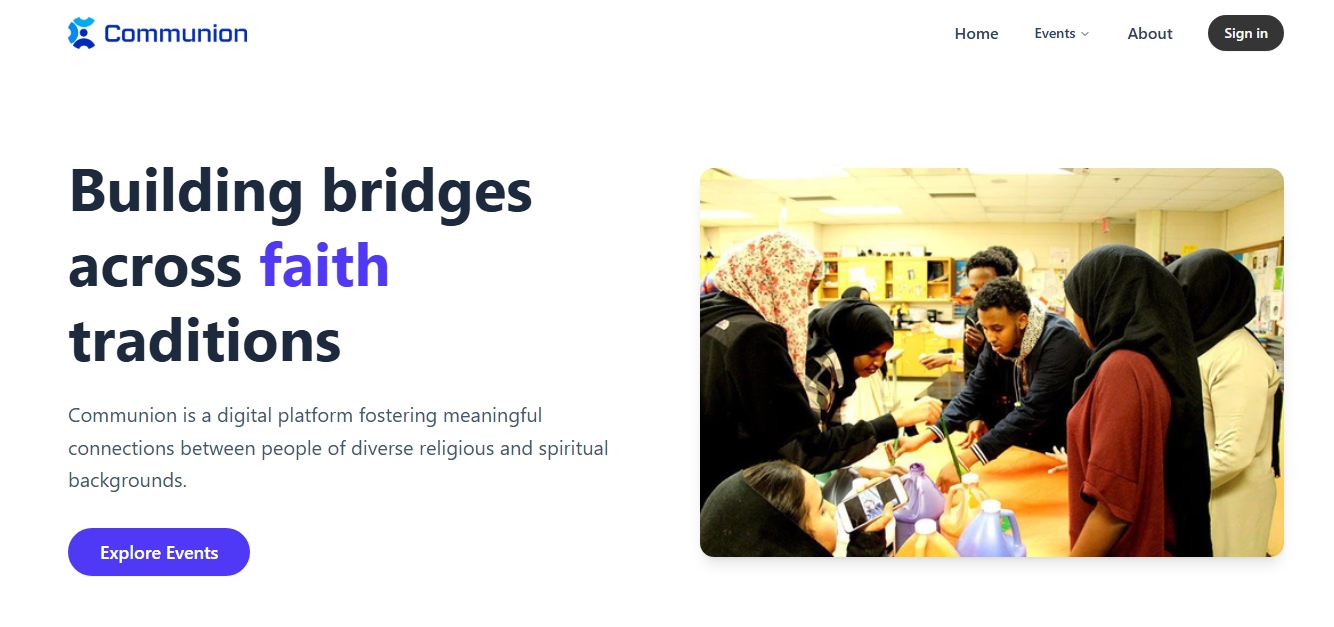 Communion
Home
Events
About
Sign in
Building bridges
across faith
traditions
Communion is a digital platform fostering meaningful
connections between people of diverse religious and spiritual
backgrounds.
Explore Events